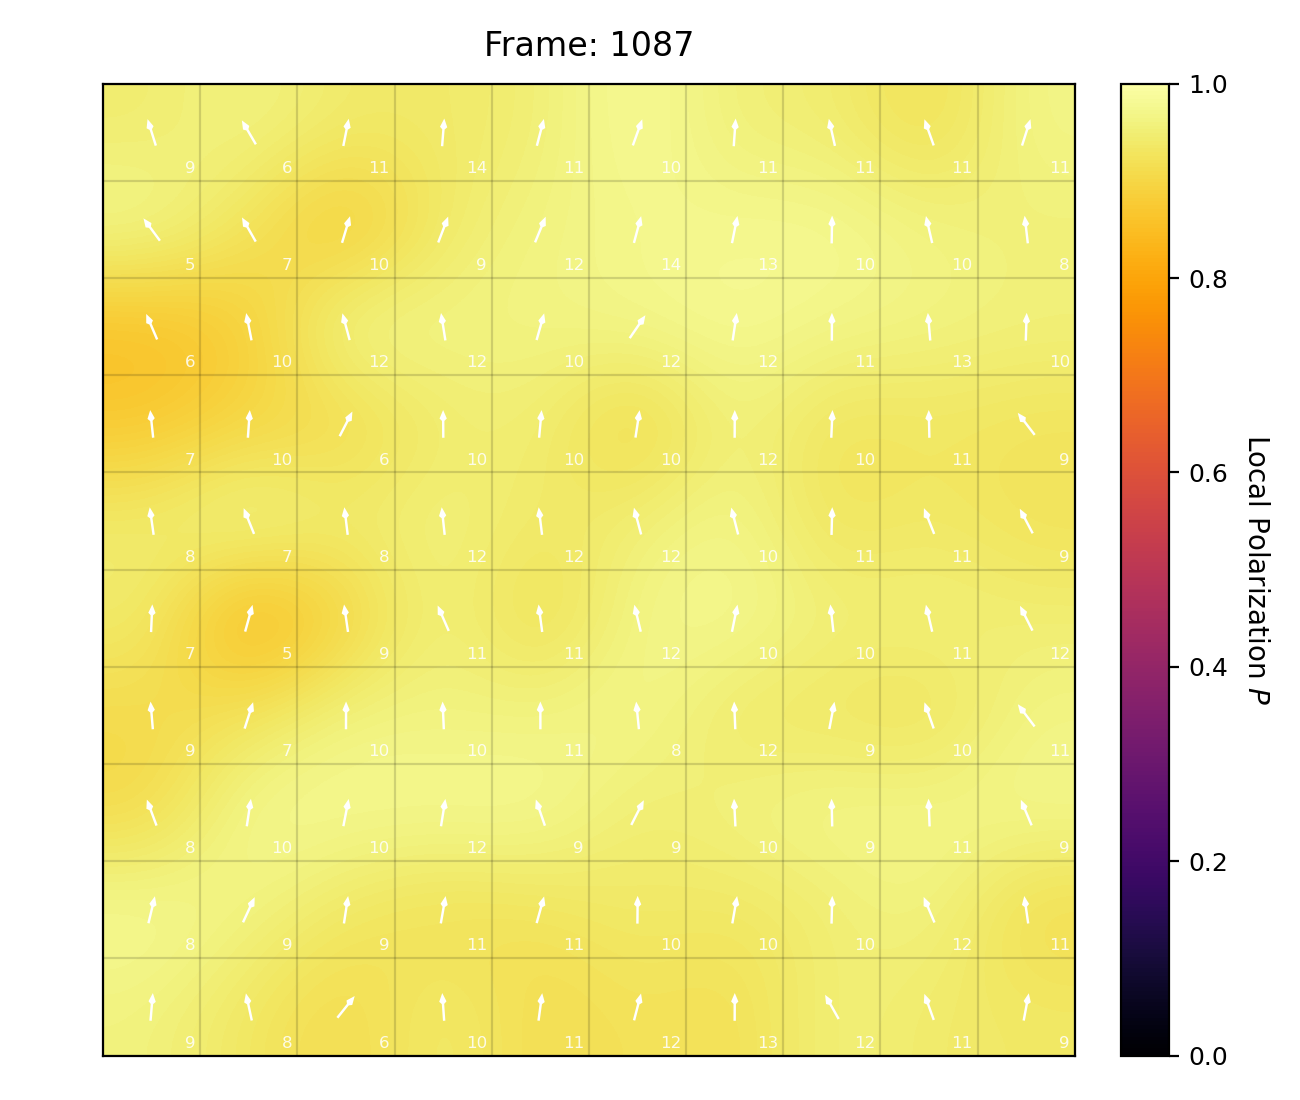 Frame: 1087
9 6 11 14 11 10 11 11 11 11
5 7 10 9 12 14 13 10 10 8
6 10 12 12 10 12 12 11 13 10
7 10 6 10 10 10 12 10 11 9
8 7 8 12 12 12 10 11 11 9
7 5 9 11 11 12 10 10 11 12
9 7 10 10 11 8 12 9 10 11
8 10 10 12 9 9 10 9 11 9
8 9 9 11 11 10 10 10 12 11
9 8 6 10 11 12 13 12 11 9
1.0
0.8
0.6
0.4
0.2
0.0
Local Polarization P